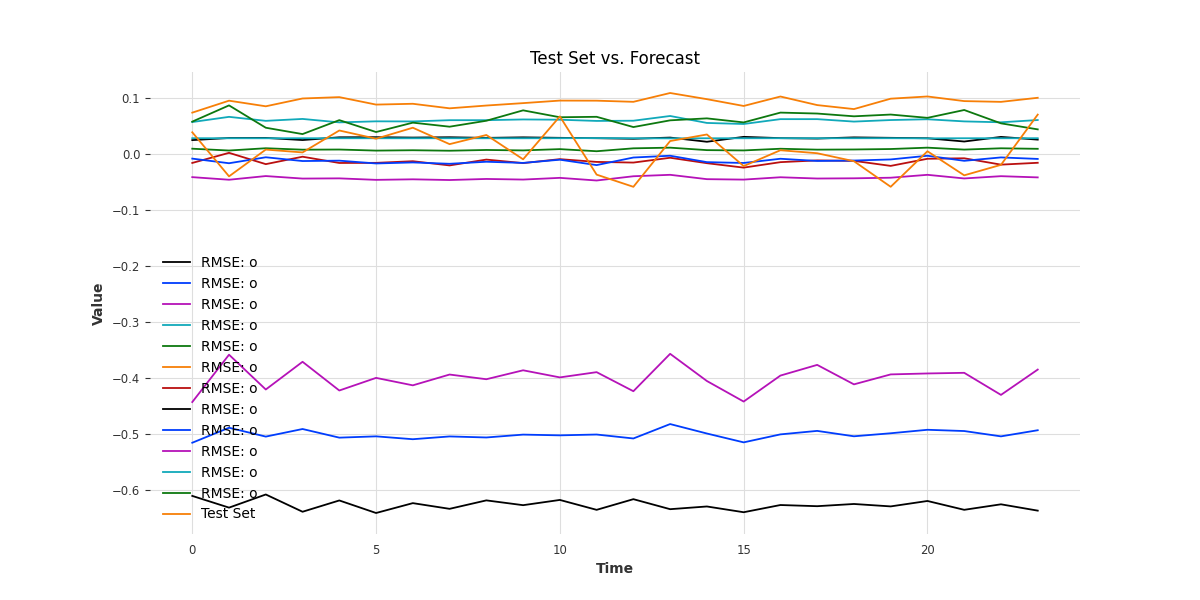 Test Set vs. Forecast
0.1
0.0
−0.1
−0.2
−0.3
−0.4
−0.5
−0.6
Value
RMSE: o
RMSE: o
RMSE: o
RMSE: o
RMSE: o
RMSE: o
RMSE: o
RMSE: o
RMSE: o
RMSE: o
RMSE: o
RMSE: o
Test Set
0 5 10 15 20
Time